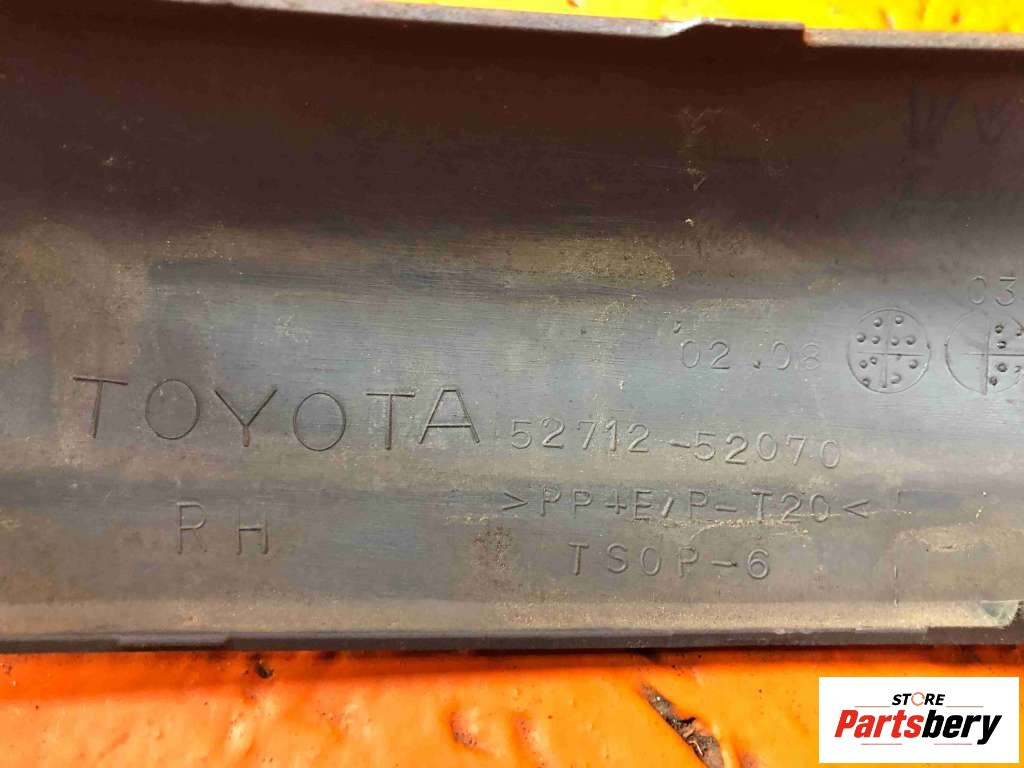 03
'02.08
TOYOTA 52712-52070
RH >PP+E/P-T20<
TSOP-6
STORE
Partsbery